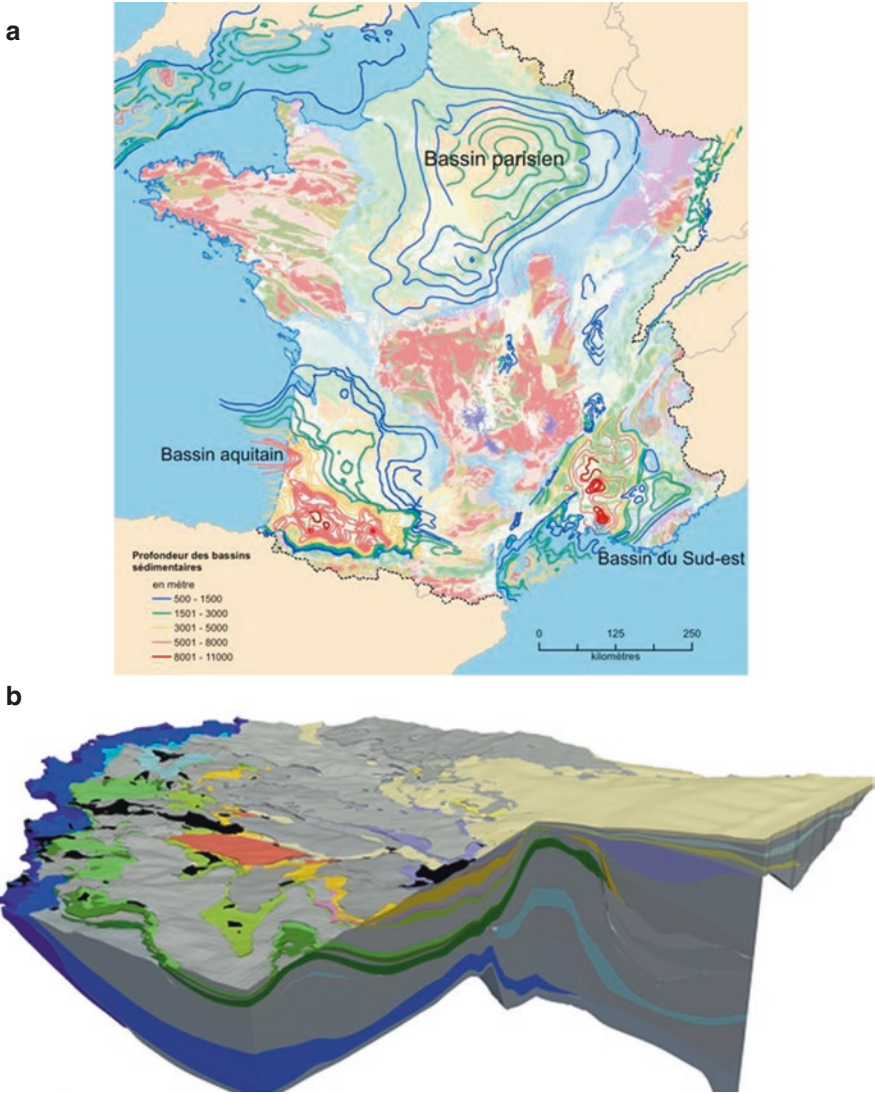 a
Bassin parisien
Bassin aquitain
Bassin du Sud-est
Profondeur des bassins
sédimentaires
en mètre
500 - 1500
1501 - 3000
3001 - 5000
5001 - 8000
8001 - 11000
0 125 250
kilomètres
b